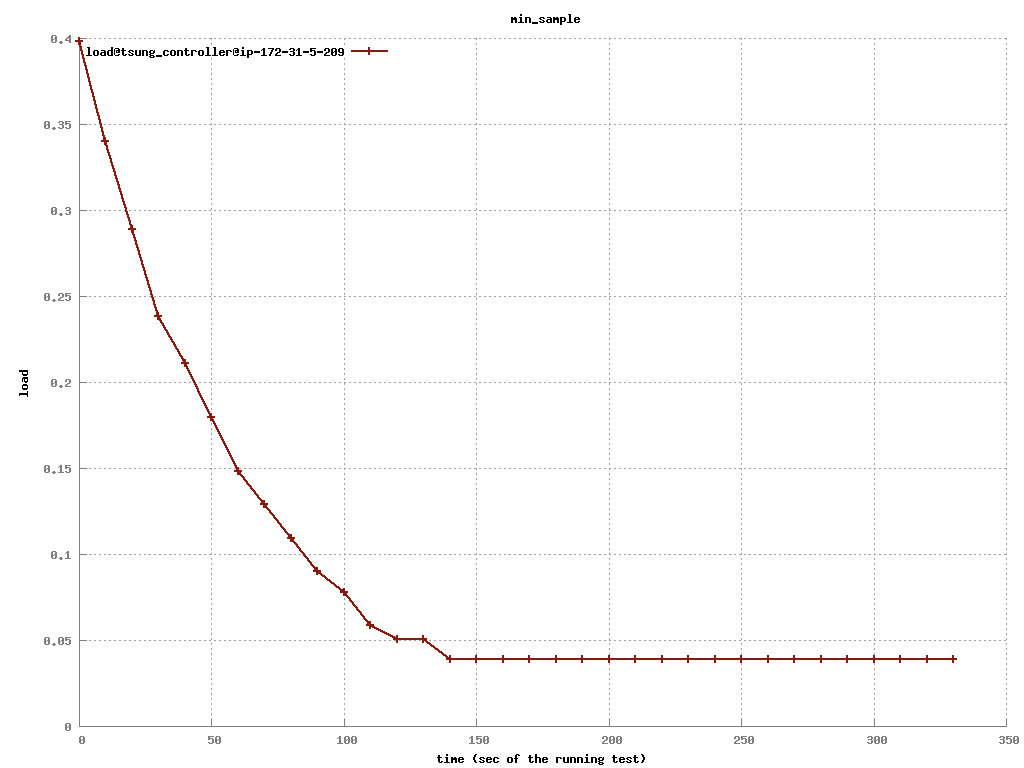 min_sample
load@tsung_controller@ip-172-31-5-209
0.4
0.35
0.3
0.25
0.2
0.15
0.1
0.05
0
load
0 50 100 150 200 250 300 350
time (sec of the running test)